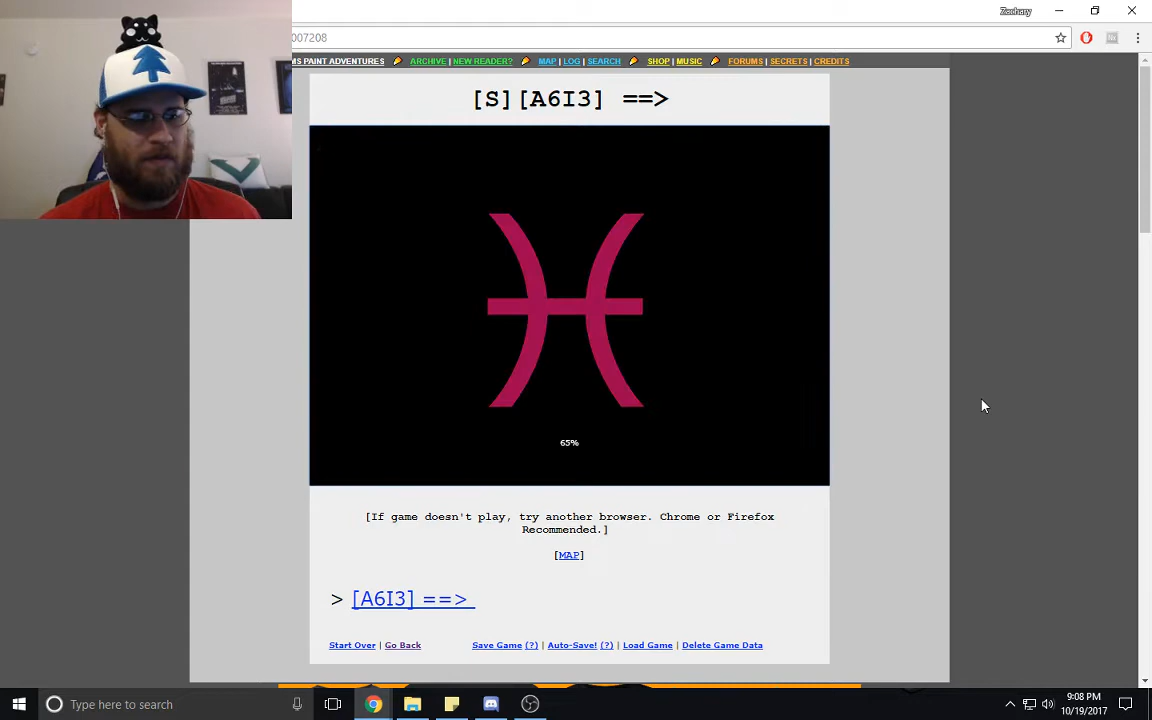 Zachary
007208
MS PAINT ADVENTURES ARCHIVE | NEW READER? MAP | LOG | SEARCH SHOP | MUSIC FORUMS | SECRETS | CREDITS
[S][A6I3] ==>
65%
[If game doesn't play, try another browser. Chrome or Firefox
Recommended.]
[MAP]
> [A6I3] ==>
Start Over | Go Back Save Game (?) | Auto-Save! (?) | Load Game | Delete Game Data
Type here to search
9:08 PM
10/19/2017